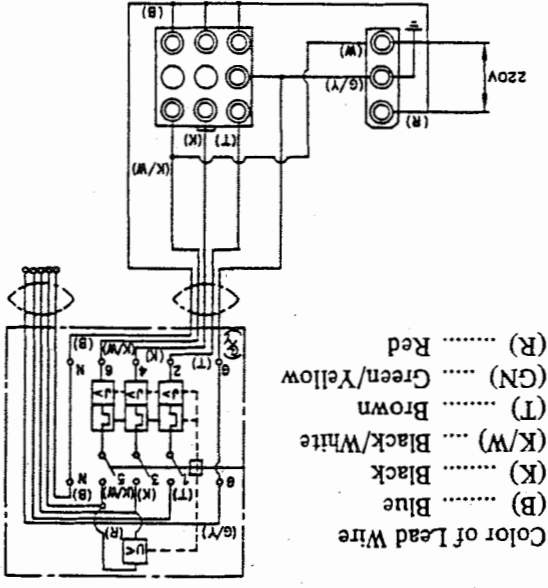 Color of Lead Wire
(B) ........ Blue
(K) ........ Black
(K/W) .... Black/White
(T) ........ Brown
(GN) ...... Green/Yellow
(R) ........ Red
(G/Y) (R)
G 1 (T) 3 (K) 5 (K/W) N (B)
G 2 (T) 4 (K) 6 (K/W) N (B)
(K/W)
(R) (T) (K)
220V (G/Y)
(W)
(B)